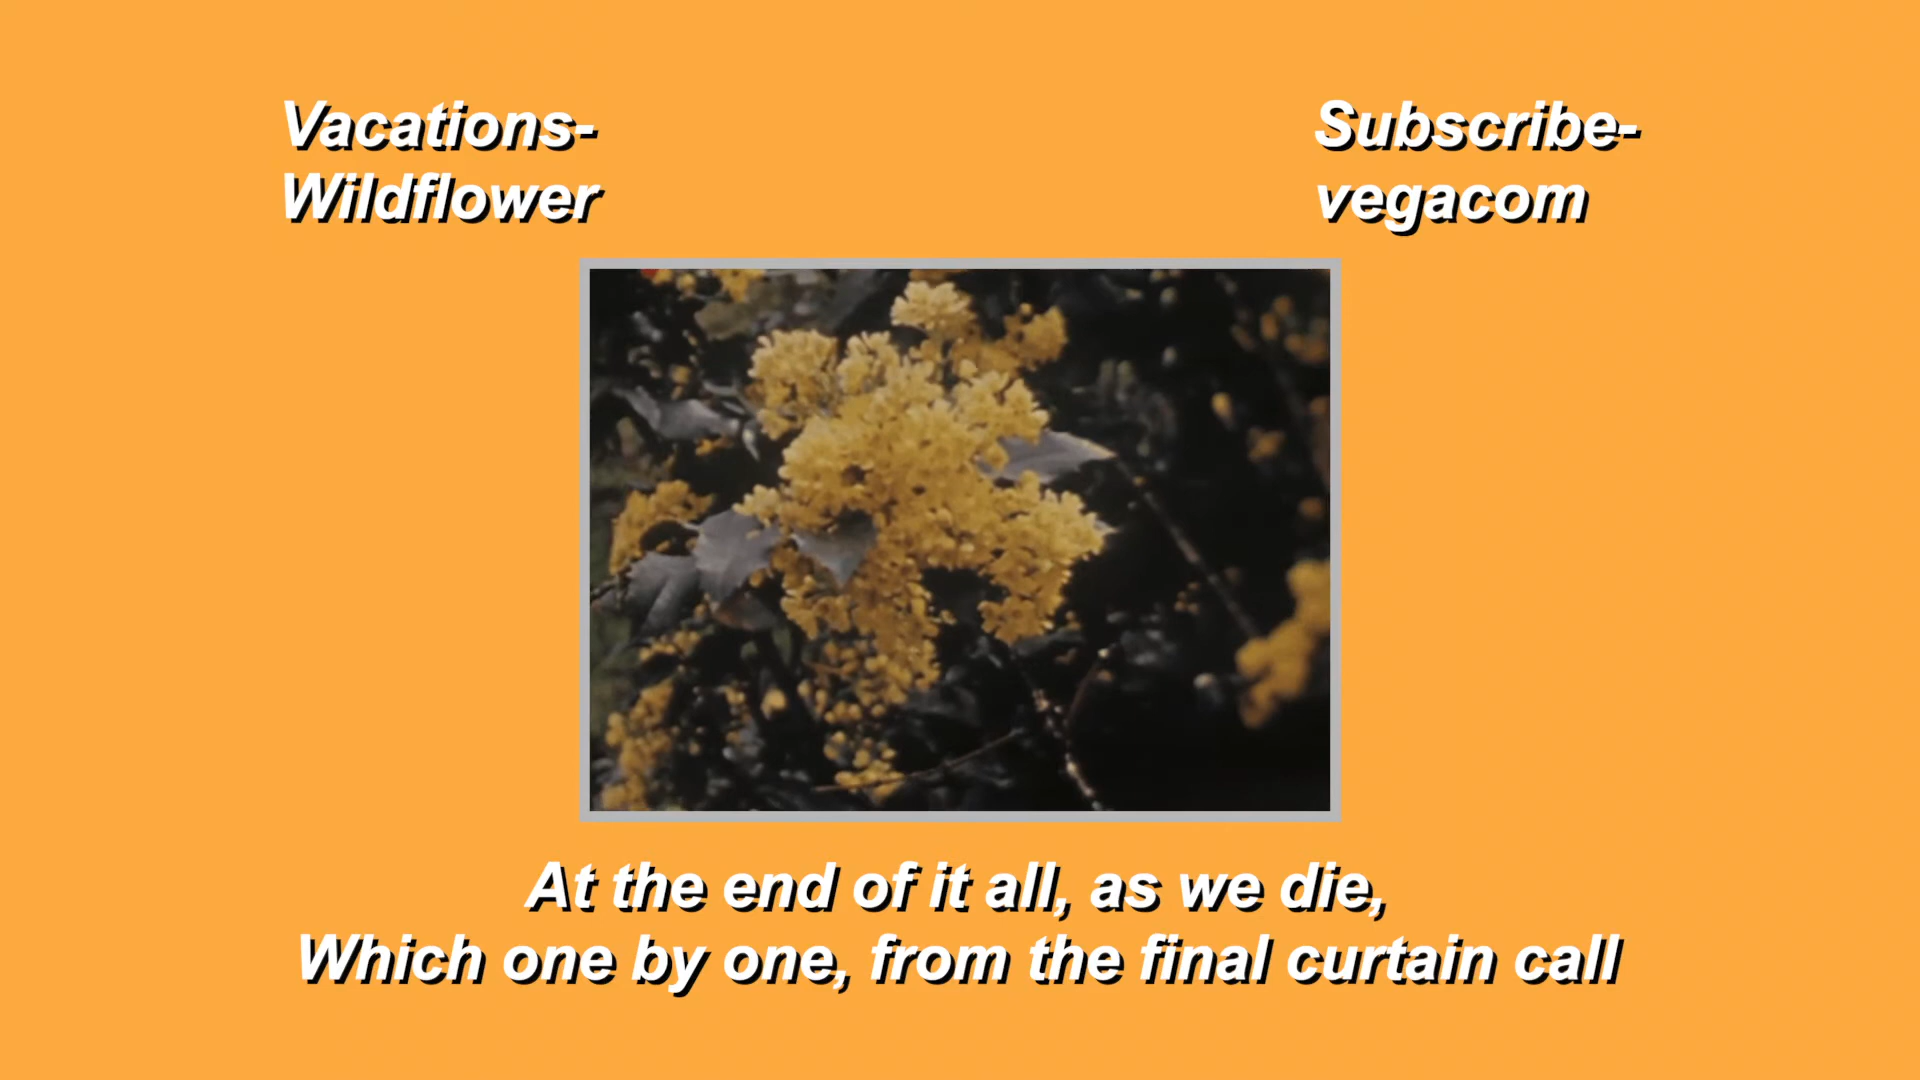 Vacations-
Wildflower
Subscribe-
vegacom
At the end of it all, as we die,
Which one by one, from the final curtain call